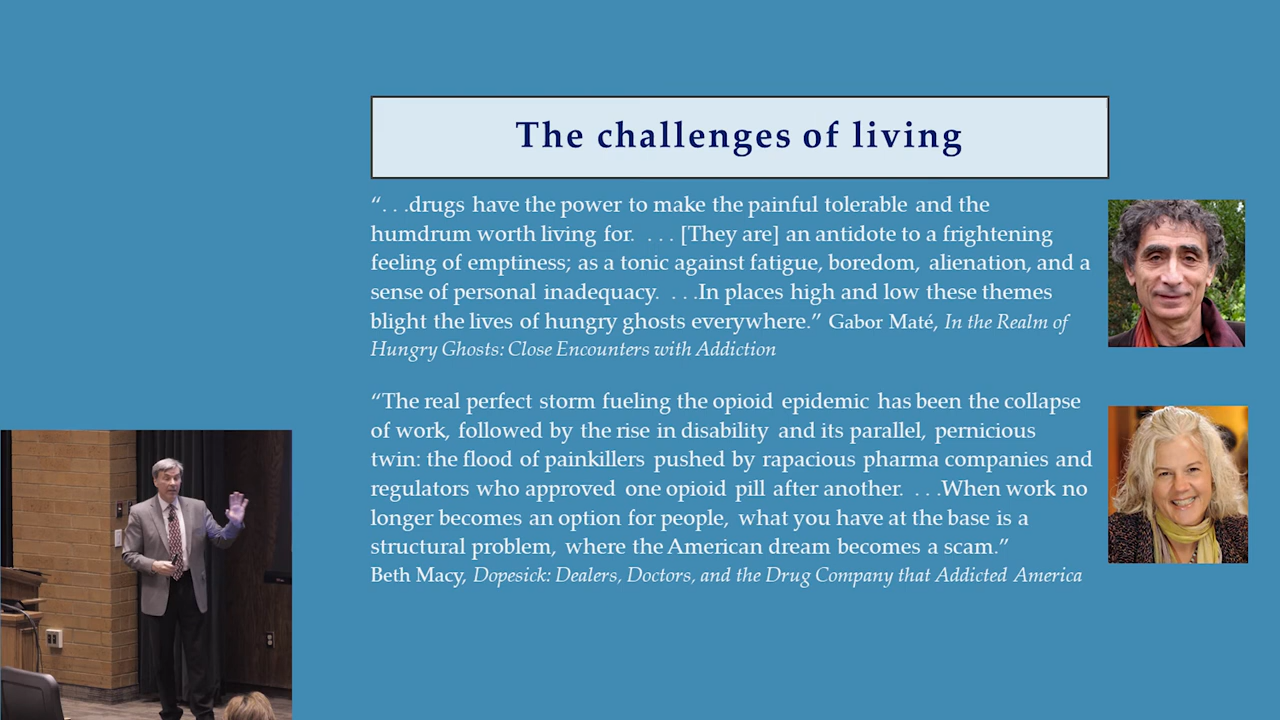 The challenges of living
“. . .drugs have the power to make the painful tolerable and the
humdrum worth living for. . . . [They are] an antidote to a frightening
feeling of emptiness; as a tonic against fatigue, boredom, alienation, and a
sense of personal inadequacy. . . .In places high and low these themes
blight the lives of hungry ghosts everywhere.” Gabor Maté, In the Realm of
Hungry Ghosts: Close Encounters with Addiction
“The real perfect storm fueling the opioid epidemic has been the collapse
of work, followed by the rise in disability and its parallel, pernicious
twin: the flood of painkillers pushed by rapacious pharma companies and
regulators who approved one opioid pill after another. . . .When work no
longer becomes an option for people, what you have at the base is a
structural problem, where the American dream becomes a scam.”
Beth Macy, Dopesick: Dealers, Doctors, and the Drug Company that Addicted America